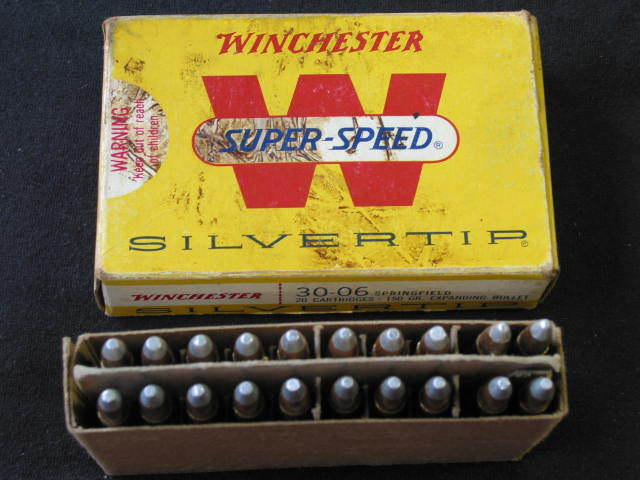 WINCHESTER
W
WARNING
Keep out of reach
of children
SUPER-SPEED®
SILVERTIP®
WINCHESTER
30-06 SPRINGFIELD
20 CARTRIDGES - 150 GR. EXPANDING BULLET
SILVERTIP